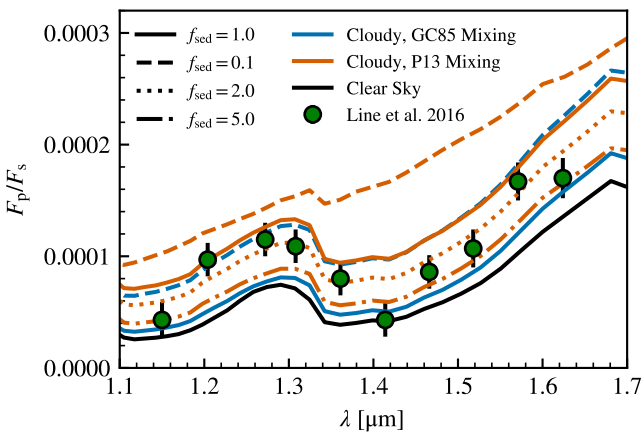 0.0003
0.0002
0.0001
0.0000
F_p/F_s
f_sed = 1.0
f_sed = 0.1
f_sed = 2.0
f_sed = 5.0
Cloudy, GC85 Mixing
Cloudy, P13 Mixing
Clear Sky
Line et al. 2016
1.1 1.2 1.3 1.4 1.5 1.6 1.7
λ [μm]